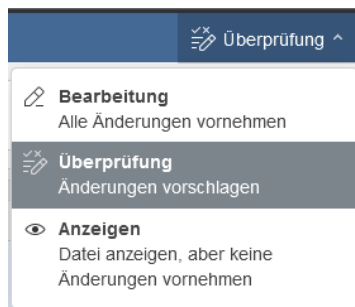 Überprüfung
Bearbeitung
Alle Änderungen vornehmen
Überprüfung
Änderungen vorschlagen
Anzeigen
Datei anzeigen, aber keine
Änderungen vornehmen